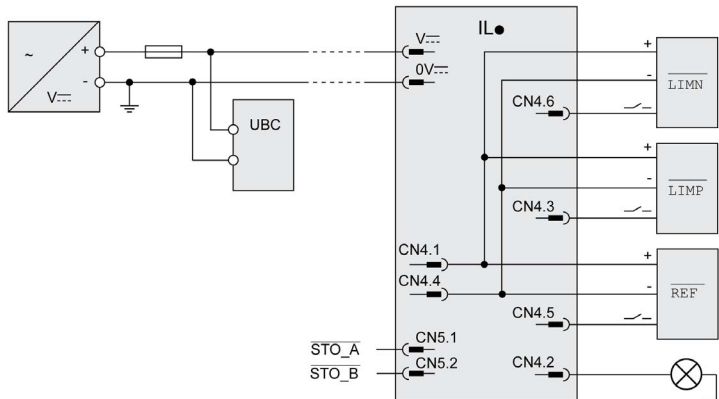 IL●
~
+
-
V⎓
V⎓
0V⎓
UBC
+
-
LIMN
CN4.6
+
-
LIMP
CN4.3
CN4.1
CN4.4
+
-
REF
CN4.5
STO_A
CN5.1
STO_B
CN5.2
CN4.2